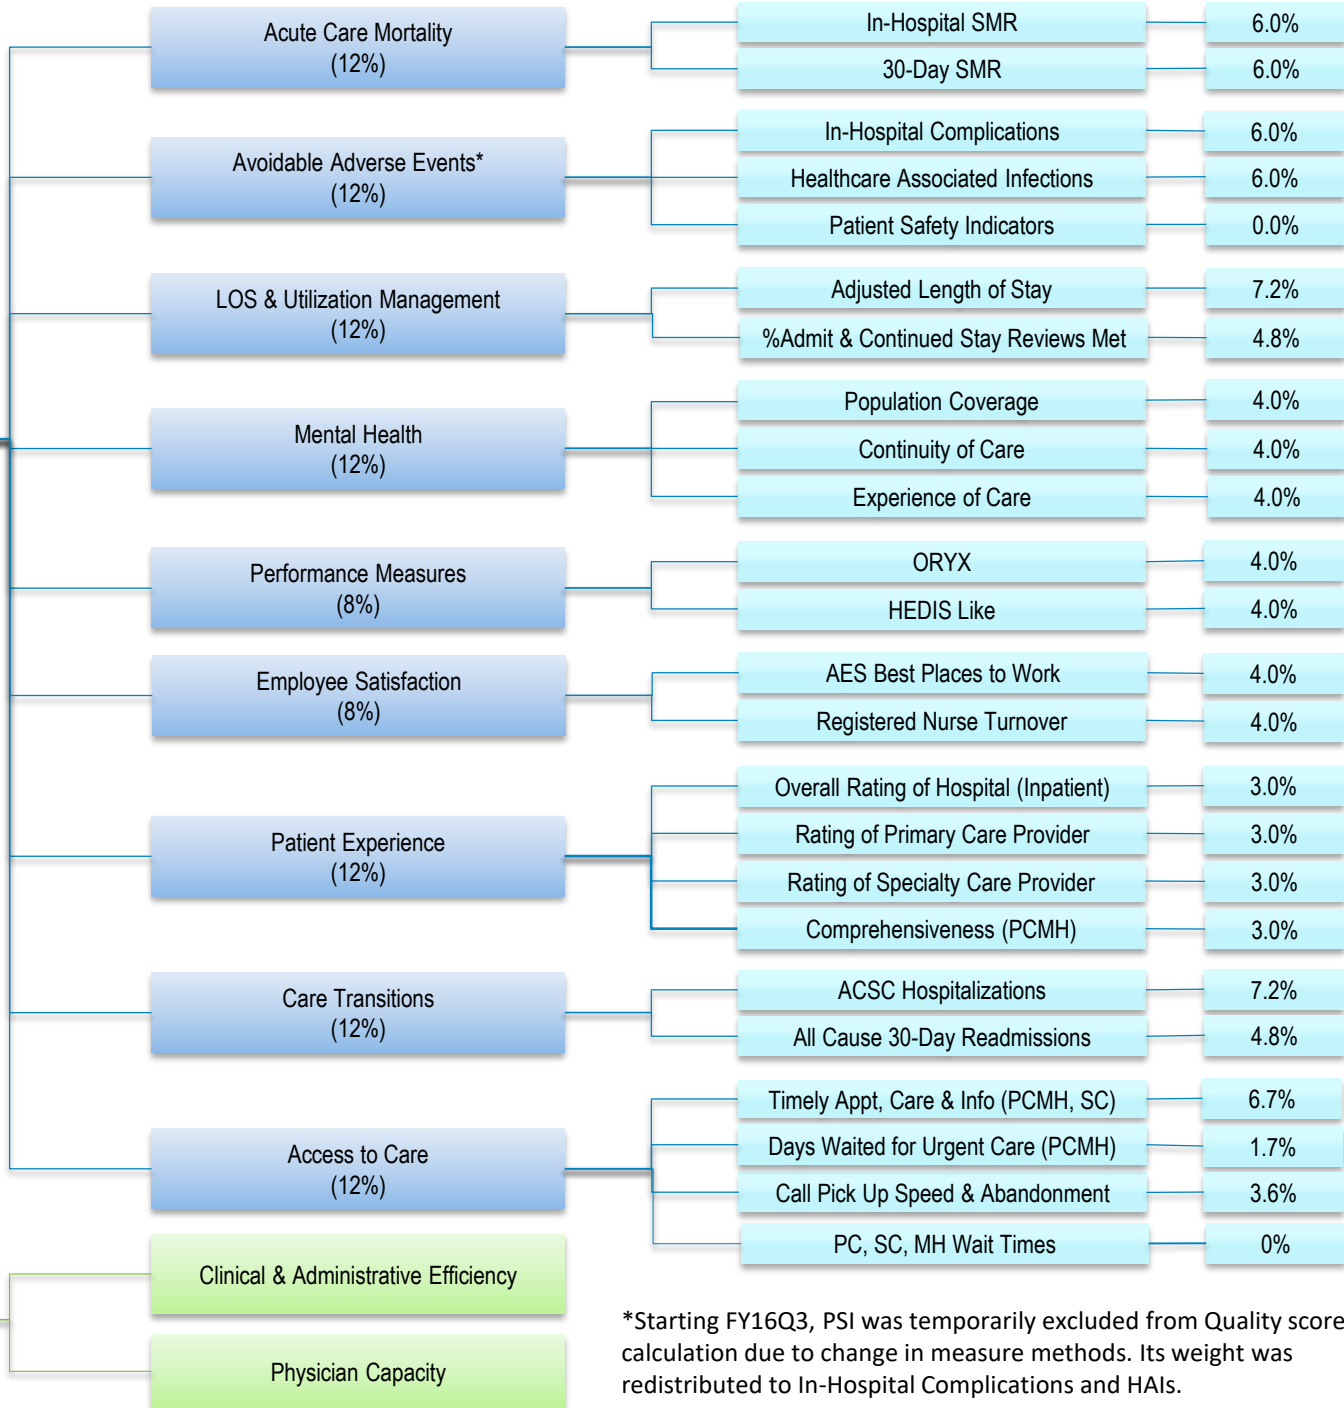 Acute Care Mortality
(12%)
In-Hospital SMR 6.0%
30-Day SMR 6.0%
Avoidable Adverse Events*
(12%)
In-Hospital Complications 6.0%
Healthcare Associated Infections 6.0%
Patient Safety Indicators 0.0%
LOS & Utilization Management
(12%)
Adjusted Length of Stay 7.2%
%Admit & Continued Stay Reviews Met 4.8%
Mental Health
(12%)
Population Coverage 4.0%
Continuity of Care 4.0%
Experience of Care 4.0%
Performance Measures
(8%)
ORYX 4.0%
HEDIS Like 4.0%
Employee Satisfaction
(8%)
AES Best Places to Work 4.0%
Registered Nurse Turnover 4.0%
Patient Experience
(12%)
Overall Rating of Hospital (Inpatient) 3.0%
Rating of Primary Care Provider 3.0%
Rating of Specialty Care Provider 3.0%
Comprehensiveness (PCMH) 3.0%
Care Transitions
(12%)
ACSC Hospitalizations 7.2%
All Cause 30-Day Readmissions 4.8%
Access to Care
(12%)
Timely Appt, Care & Info (PCMH, SC) 6.7%
Days Waited for Urgent Care (PCMH) 1.7%
Call Pick Up Speed & Abandonment 3.6%
PC, SC, MH Wait Times 0%
Clinical & Administrative Efficiency
Physician Capacity
*Starting FY16Q3, PSI was temporarily excluded from Quality score
calculation due to change in measure methods. Its weight was
redistributed to In-Hospital Complications and HAIs.